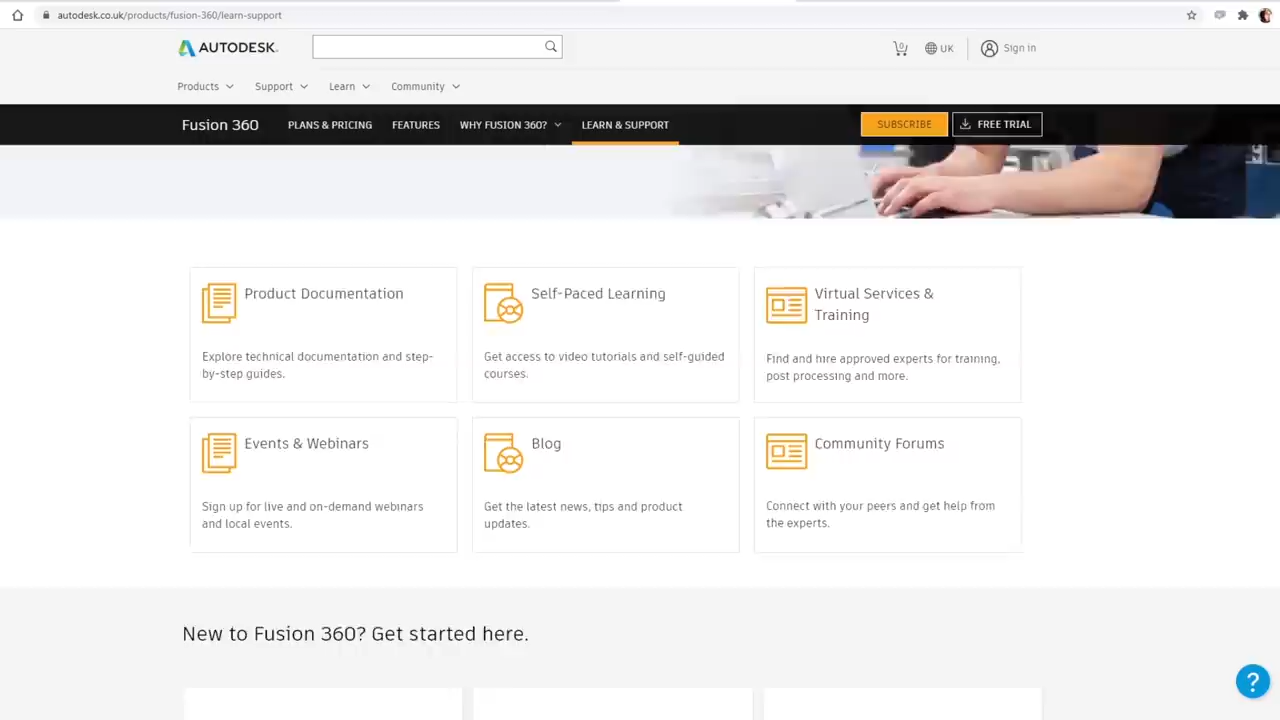 autodesk.co.uk/products/fusion-360/learn-support
AUTODESK.
0
UK
Sign in
Products
Support
Learn
Community
Fusion 360
PLANS & PRICING
FEATURES
WHY FUSION 360?
LEARN & SUPPORT
SUBSCRIBE
FREE TRIAL
Product Documentation
Explore technical documentation and step-
by-step guides.
Self-Paced Learning
Get access to video tutorials and self-guided
courses.
Virtual Services &
Training
Find and hire approved experts for training,
post processing and more.
Events & Webinars
Sign up for live and on-demand webinars
and local events.
Blog
Get the latest news, tips and product
updates.
Community Forums
Connect with your peers and get help from
the experts.
New to Fusion 360? Get started here.
?